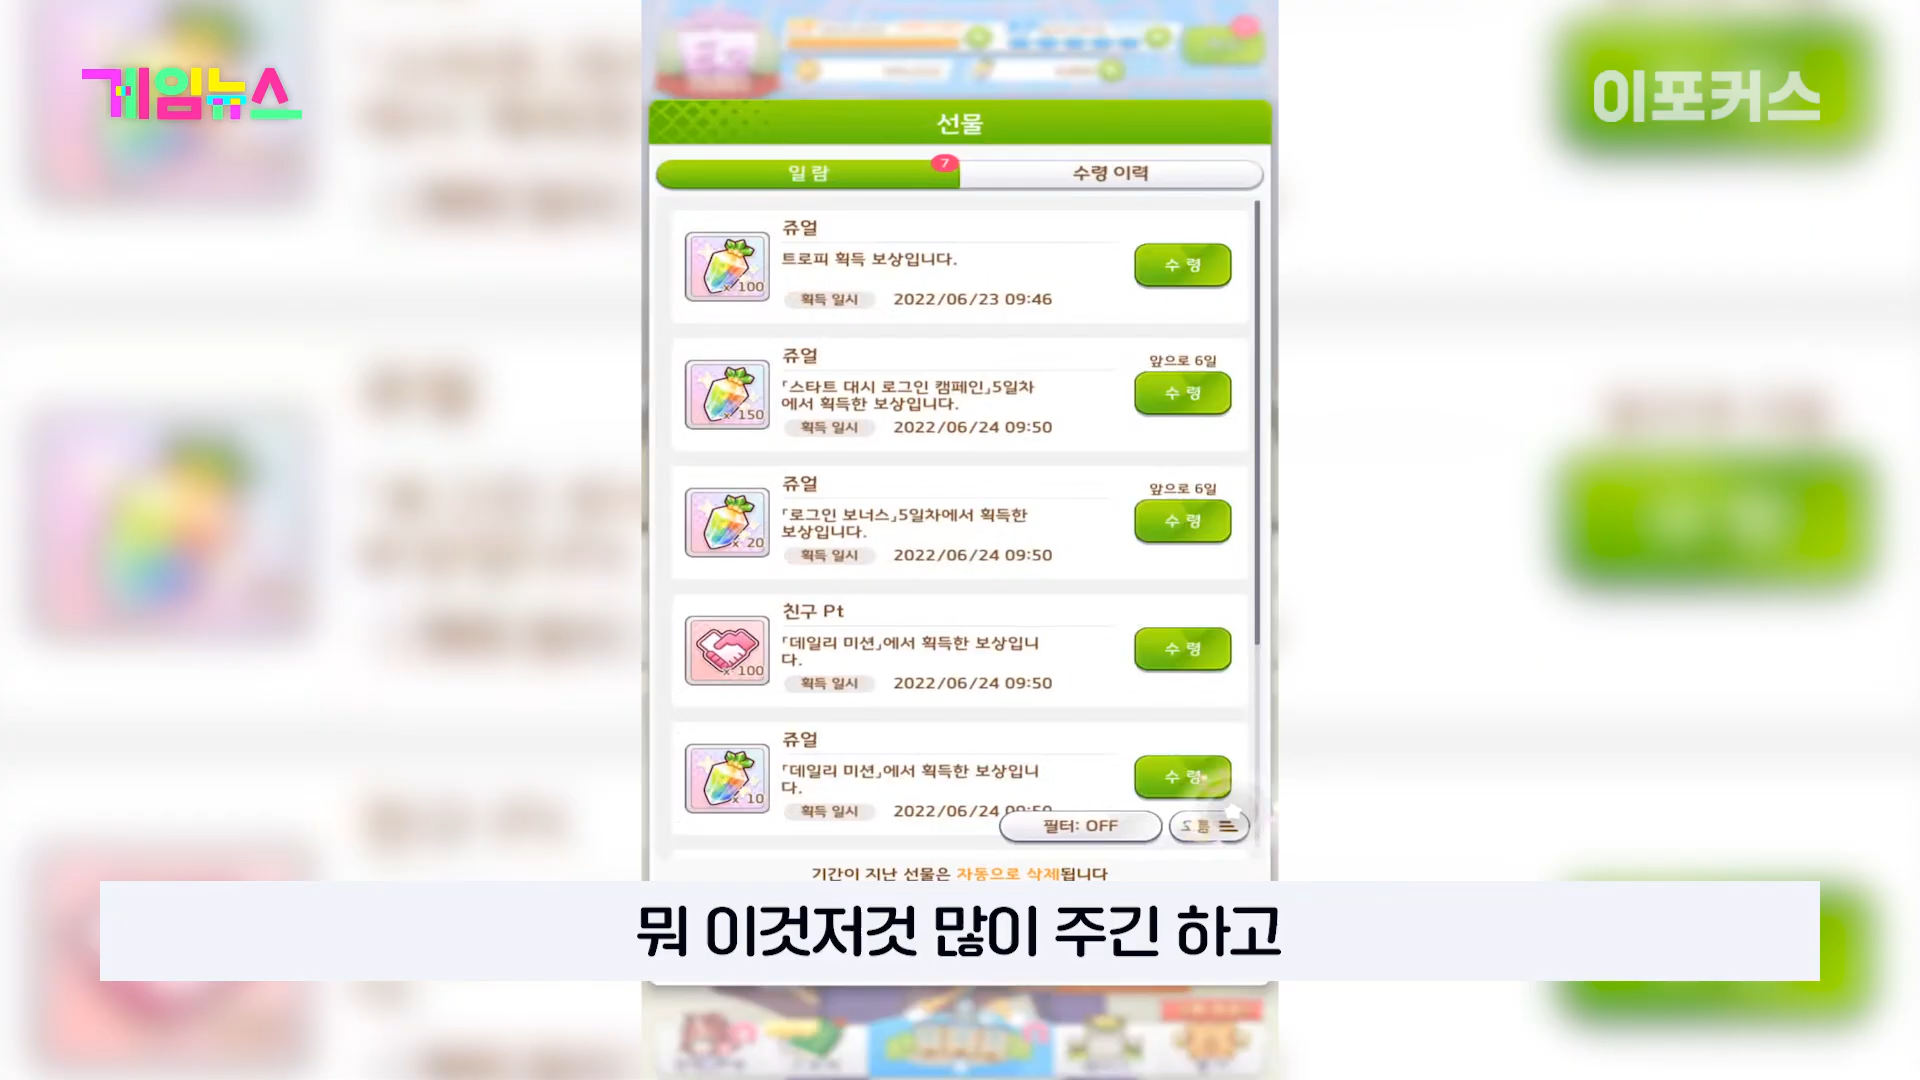 게임뉴스
이포커스
선물
일 람
7
수령 이력
쥬얼
트로피 획득 보상입니다.
x 100
획득 일시 2022/06/23 09:46
수 령
쥬얼
앞으로 6일
「스타트 대시 로그인 캠페인」5일차
에서 획득한 보상입니다.
x 150
획득 일시 2022/06/24 09:50
수 령
쥬얼
앞으로 6일
「로그인 보너스」5일차에서 획득한
보상입니다.
x 20
획득 일시 2022/06/24 09:50
수 령
친구 Pt
「데일리 미션」에서 획득한 보상입니
다.
x 100
획득 일시 2022/06/24 09:50
수 령
쥬얼
「데일리 미션」에서 획득한 보상입니
다.
x 10
획득 일시 2022/06/24 09:50
수 령
필터: OFF
기간이 지난 선물은 자동으로 삭제됩니다
뭐 이것저것 많이 주긴 하고